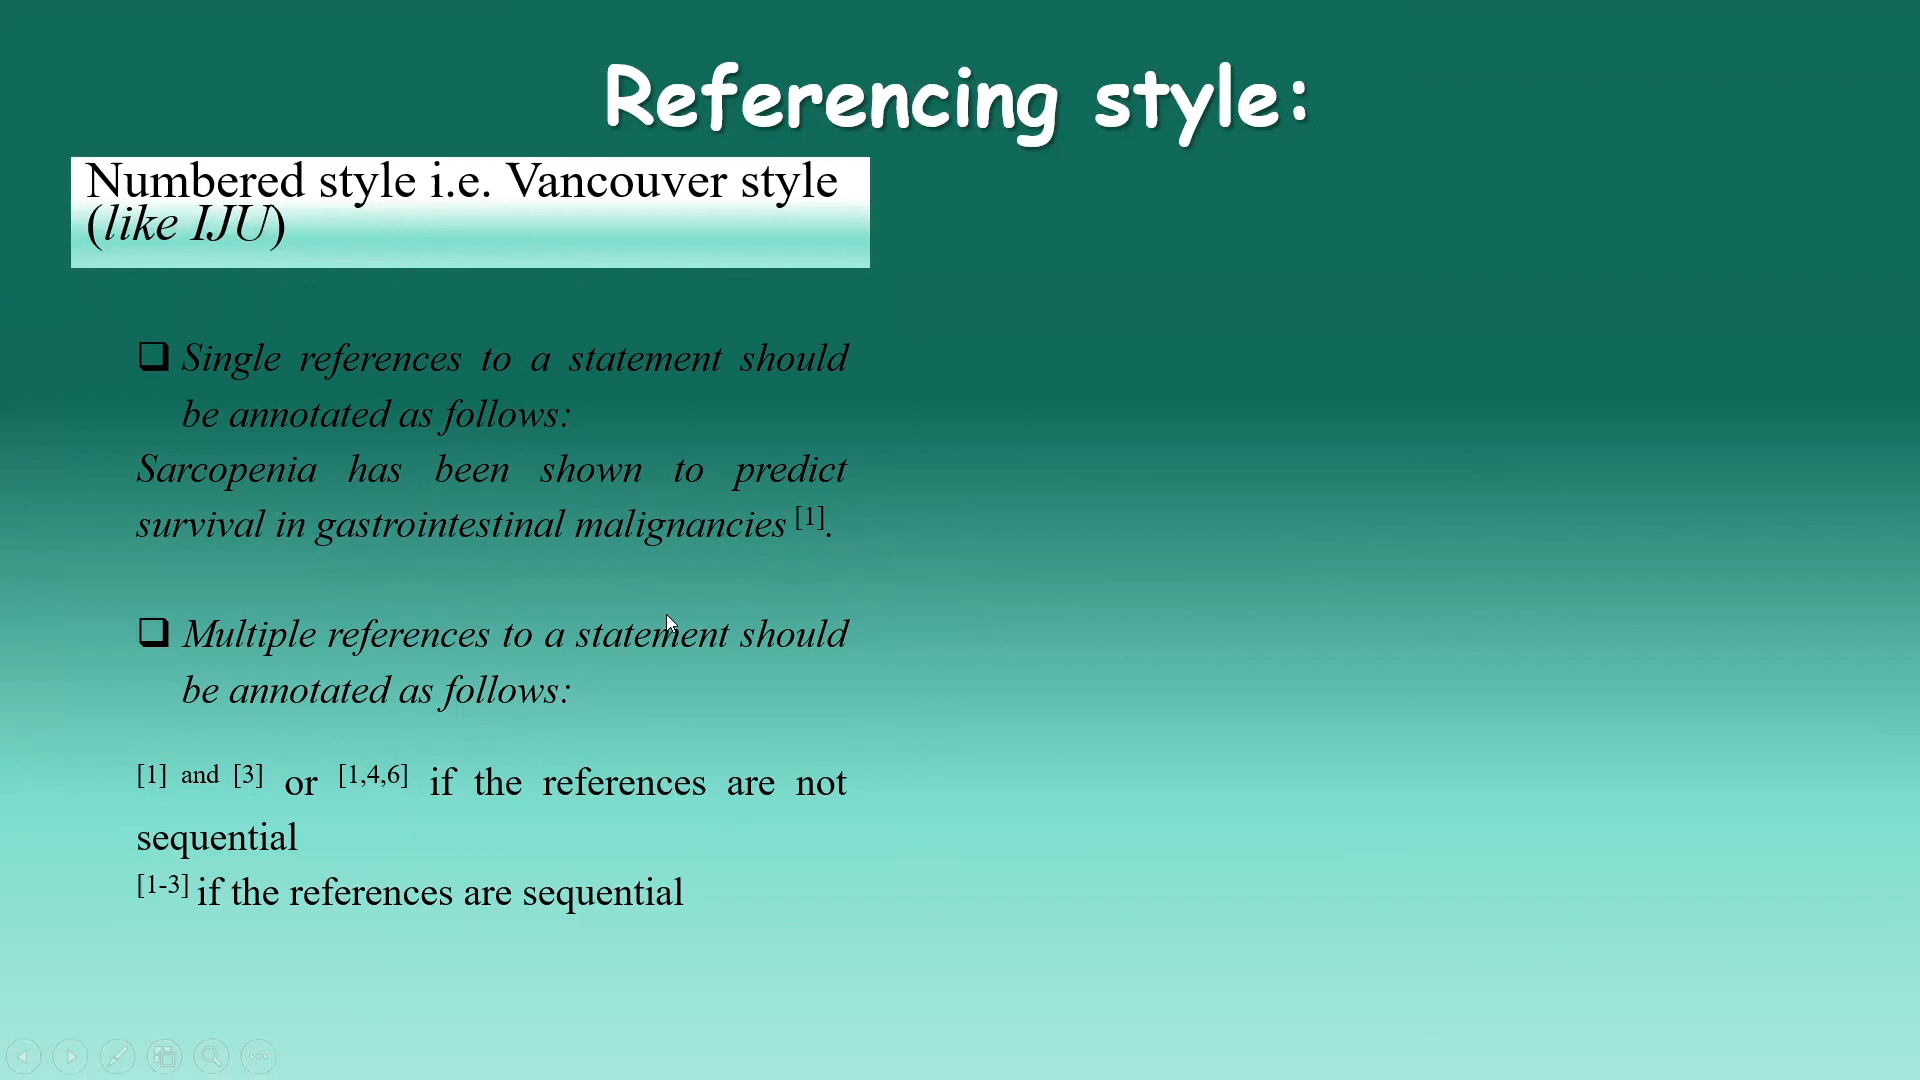 Referencing style:
Numbered style i.e. Vancouver style
(like IJU)
Single references to a statement should
be annotated as follows:
Sarcopenia has been shown to predict
survival in gastrointestinal malignancies [1].
Multiple references to a statement should
be annotated as follows:
[1] and [3] or [1,4,6] if the references are not
sequential
[1-3] if the references are sequential